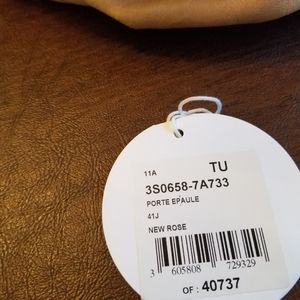 11A TU
3S0658-7A733
PORTE EPAULE
41J
NEW ROSE
3 605808 729329
OF : 40737